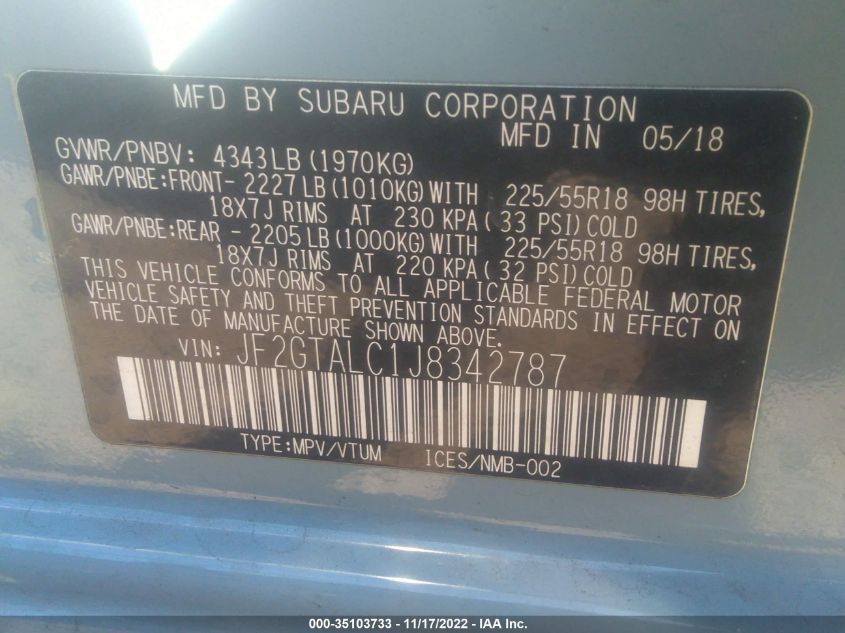 MFD BY SUBARU CORPORATION
MFD IN 05/18
GVWR/PNBV: 4343LB(1970KG)
GAWR/PNBE:FRONT- 2227LB(1010KG)WITH 225/55R18 98H TIRES,
18X7J RIMS AT 230 KPA(33 PSI)COLD
GAWR/PNBE:REAR - 2205LB(1000KG)WITH 225/55R18 98H TIRES,
18X7J RIMS AT 220 KPA(32 PSI)COLD
THIS VEHICLE CONFORMS TO ALL APPLICABLE FEDERAL MOTOR
VEHICLE SAFETY AND THEFT PREVENTION STANDARDS IN EFFECT ON
THE DATE OF MANUFACTURE SHOWN ABOVE.
VIN: JF2GTALC1J8342787
TYPE:MPV/VTUM ICES/NMB-002
000-35103733 - 11/17/2022 - IAA Inc.